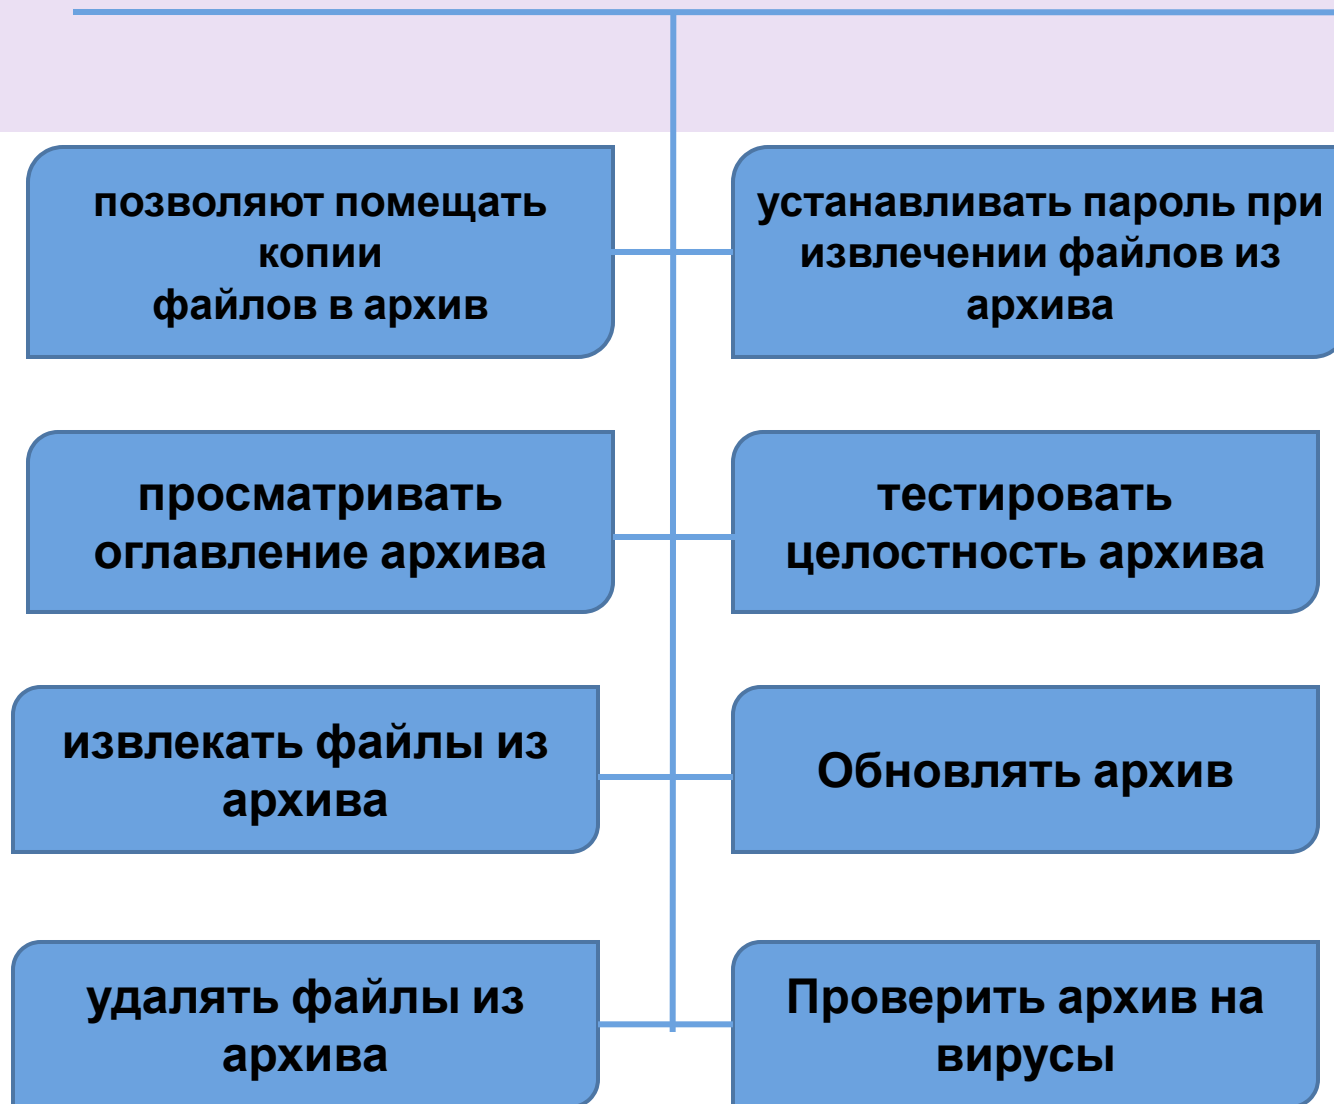 позволяют помещать
копии
файлов в архив
устанавливать пароль при
извлечении файлов из
архива
просматривать
оглавление архива
тестировать
целостность архива
извлекать файлы из
архива
Обновлять архив
удалять файлы из
архива
Проверить архив на
вирусы